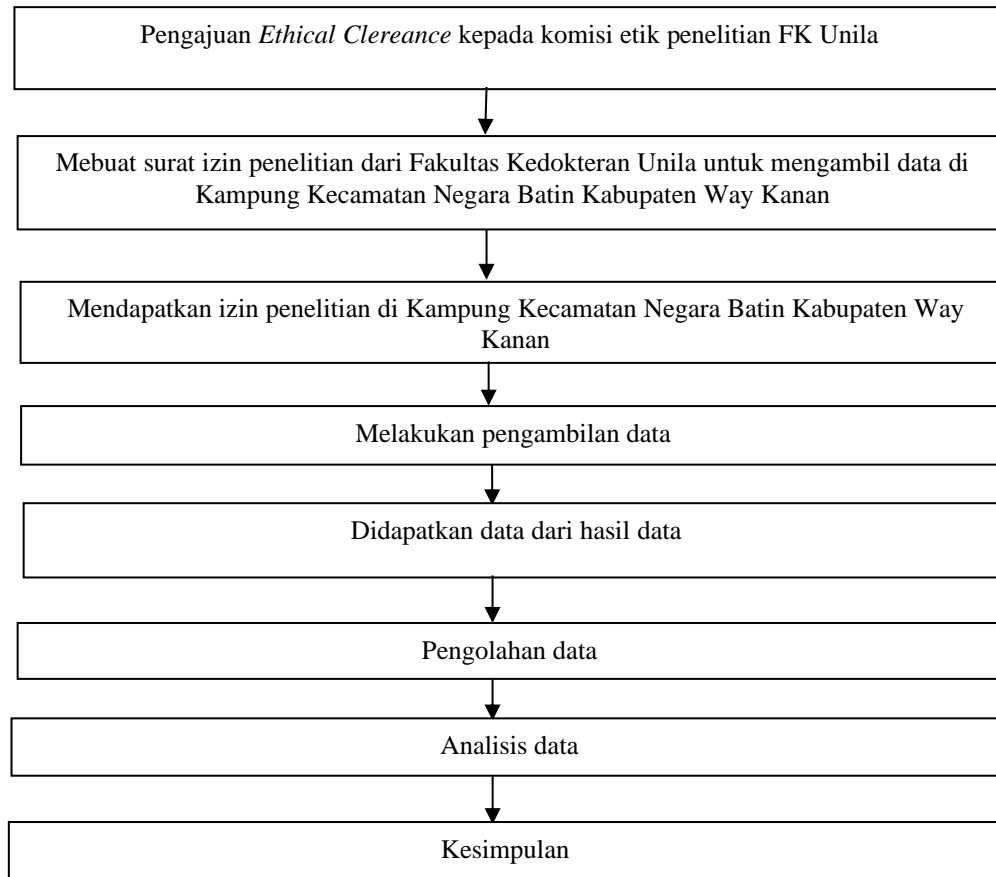 Pengajuan Ethical Clereance kepada komisi etik penelitian FK Unila
Mebuat surat izin penelitian dari Fakultas Kedokteran Unila untuk mengambil data di
Kampung Kecamatan Negara Batin Kabupaten Way Kanan
Mendapatkan izin penelitian di Kampung Kecamatan Negara Batin Kabupaten Way
Kanan
Melakukan pengambilan data
Didapatkan data dari hasil data
Pengolahan data
Analisis data
Kesimpulan